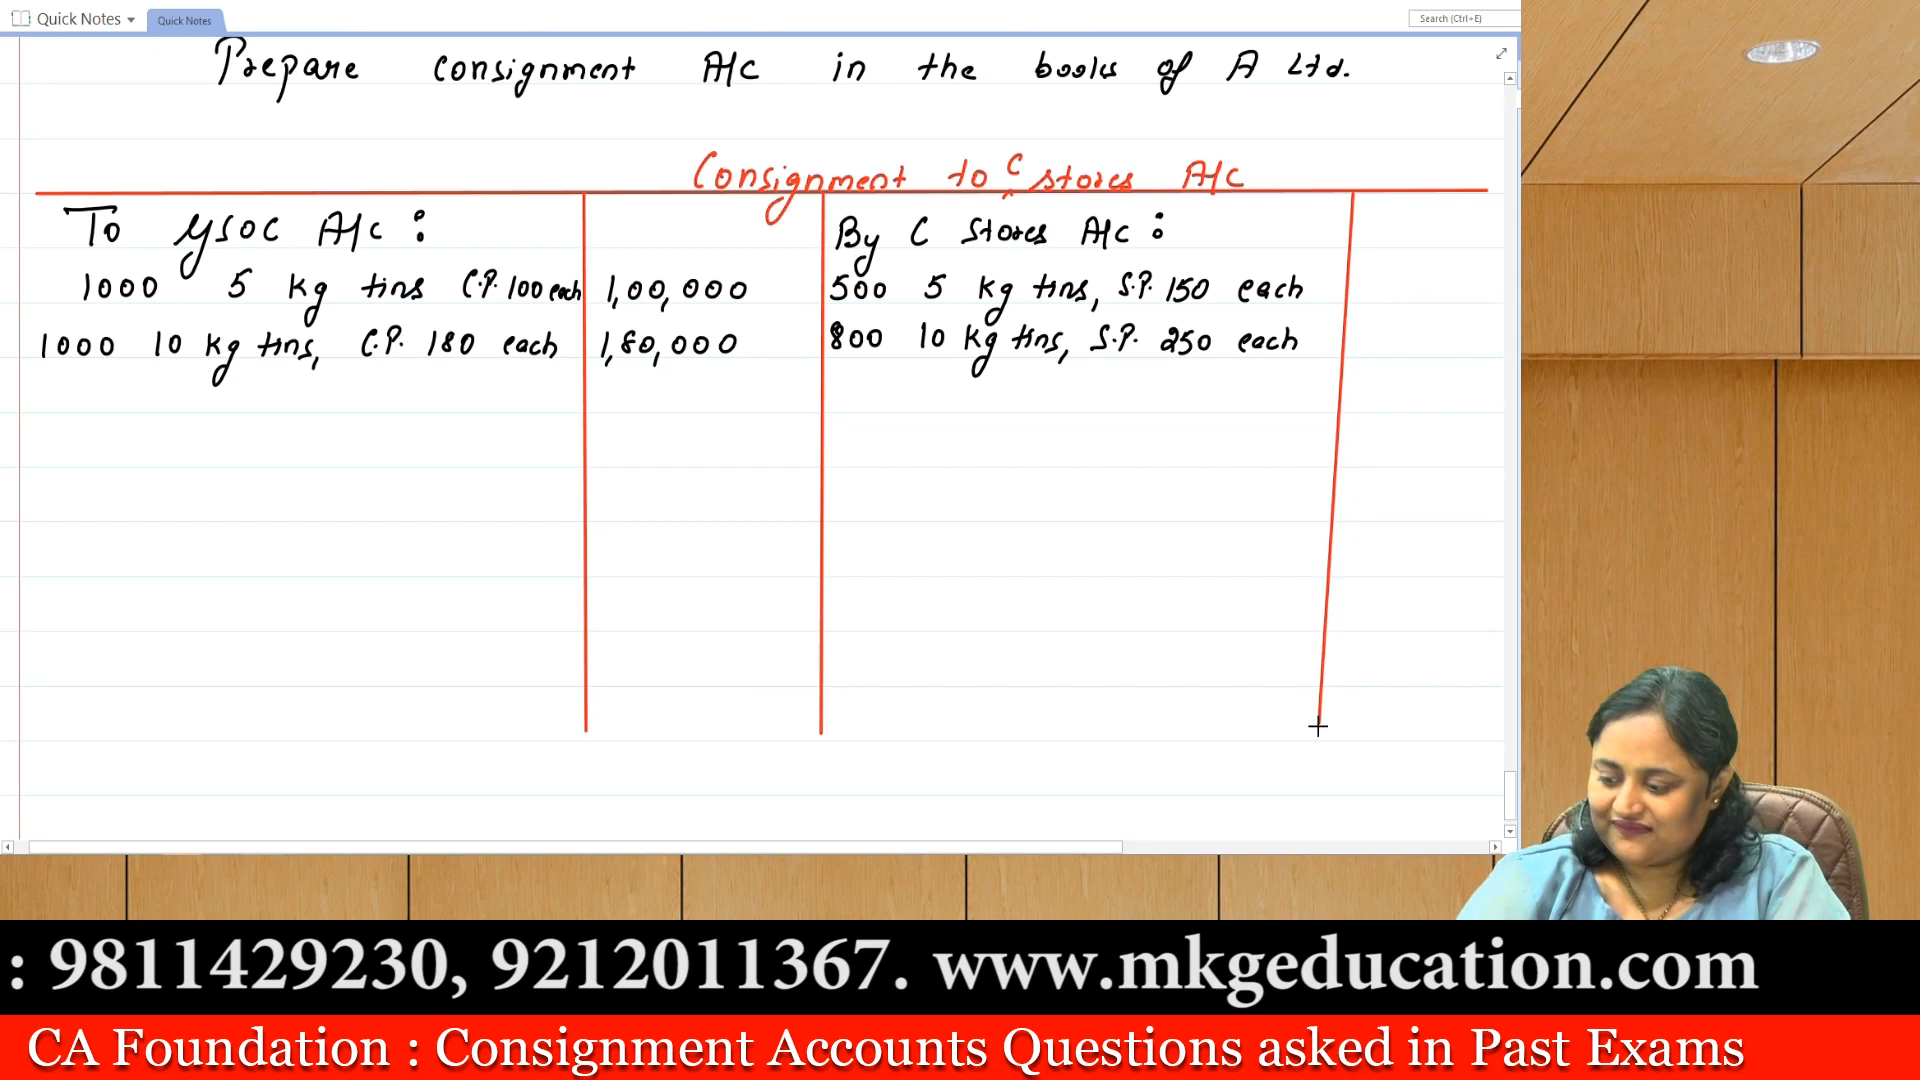 Quick Notes
Quick Notes
Search (Ctrl+E)
Prepare consignment A/c in the books of A Ltd.
Consignment to C stores A/c
To GSOC A/c :
1000 5 kg tins C.P. 100 each 1,00,000
1000 10 kg tins, C.P. 180 each 1,80,000
By C Stores A/c :
500 5 kg tins, S.P. 150 each
800 10 kg tins, S.P. 250 each
: 9811429230, 9212011367. www.mkgeducation.com
CA Foundation : Consignment Accounts Questions asked in Past Exams